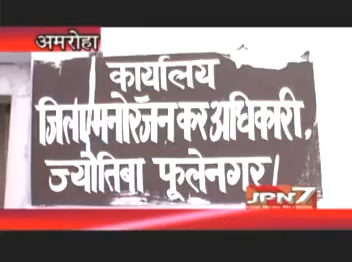 अमरोहा
कार्यालय
जिला मनोरंजन कर अधिकारी,
ज्योतिबा फूलेनगर।
JPN7